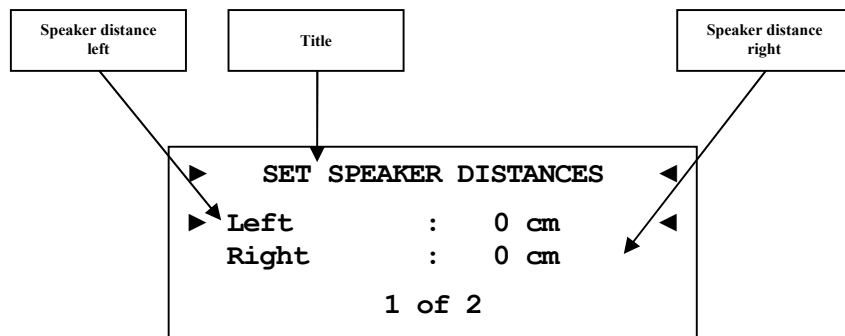 Speaker distance
left
Title
Speaker distance
right
► SET SPEAKER DISTANCES ◄
► Left : 0 cm ◄
Right : 0 cm
1 of 2